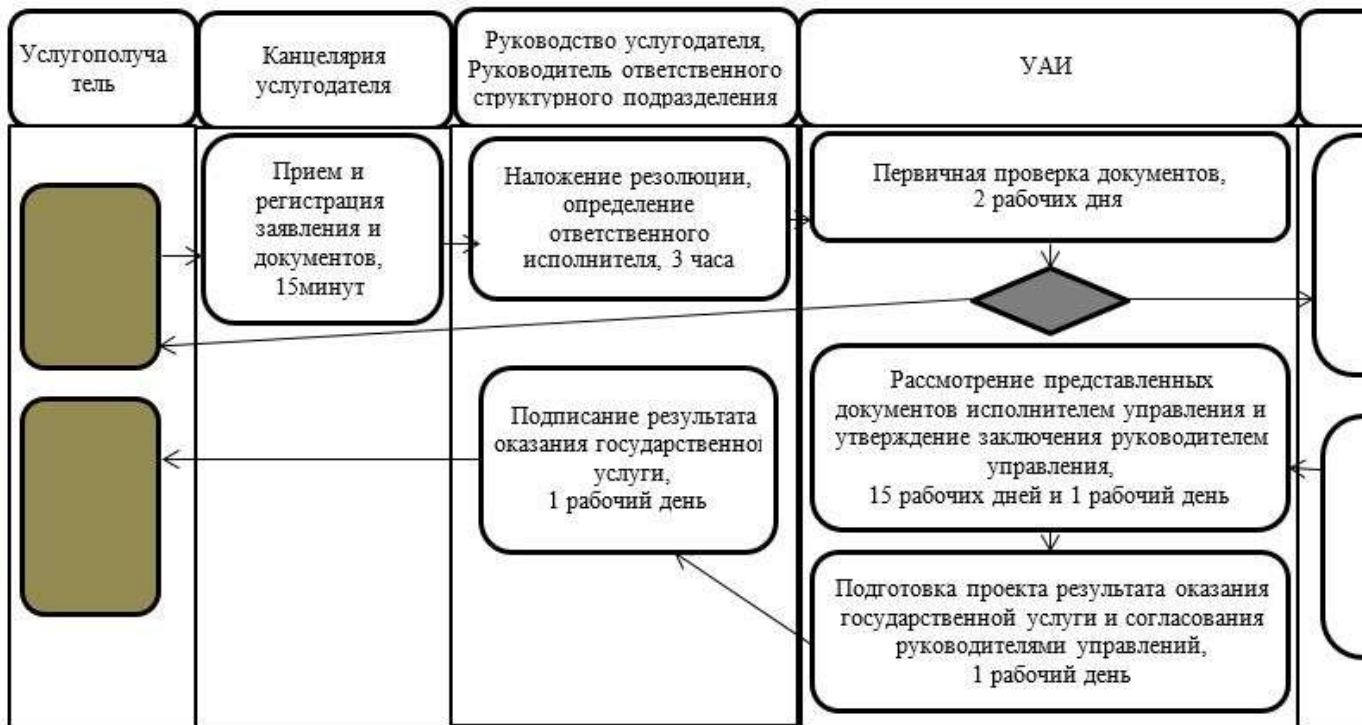 Услугополуча
тель
Канцелярия
услугодателя
Руководство услугодателя,
Руководитель ответственного
структурного подразделения
УАИ
Прием и
регистрация
заявления и
документов,
15минут
Наложение резолюции,
определение
ответственного
исполнителя, 3 часа
Первичная проверка документов,
2 рабочих дня
Подписание результата
оказания государственной
услуги,
1 рабочий день
Рассмотрение представленных
документов исполнителем управления и
утверждение заключения руководителем
управления,
15 рабочих дней и 1 рабочий день
Подготовка проекта результата оказания
государственной услуги и согласования
руководителями управлений,
1 рабочий день